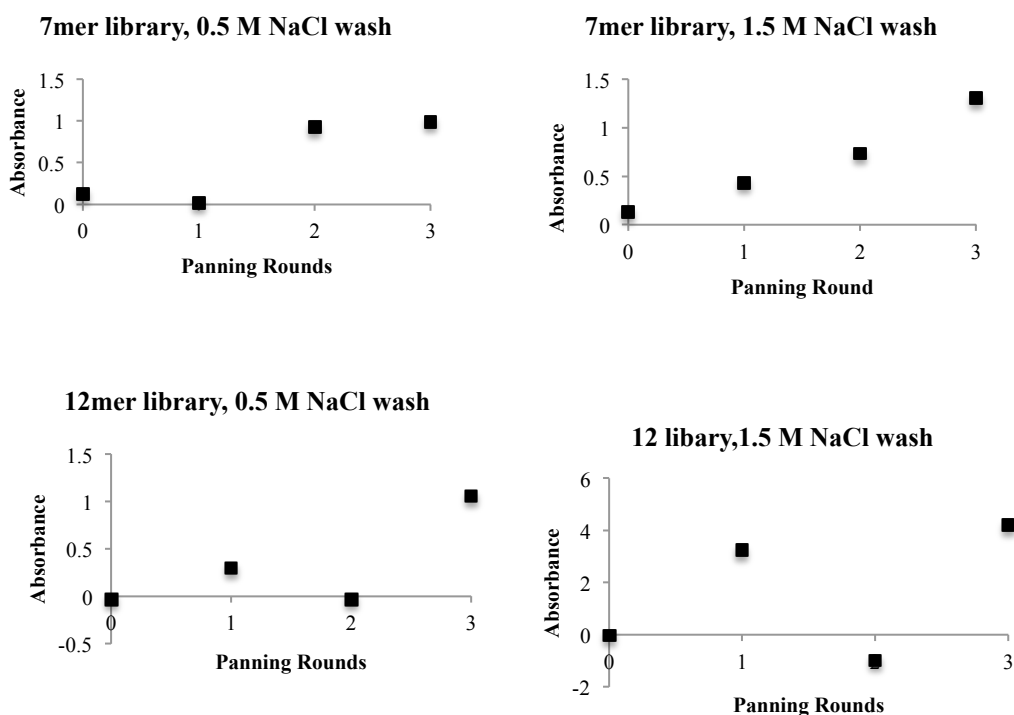 7mer library, 0.5 M NaCl wash
1.5
1
0.5
0
0
1
2
3
Absorbance
Panning Rounds
7mer library, 1.5 M NaCl wash
1.5
1
0.5
0
0
1
2
3
Absorbance
Panning Round
12mer library, 0.5 M NaCl wash
1.5
1
0.5
0
-0.5
0
1
2
3
Absorbance
Panning Rounds
12 libary,1.5 M NaCl wash
6
4
2
0
-2
0
1
2
3
Absorbance
Panning Rounds